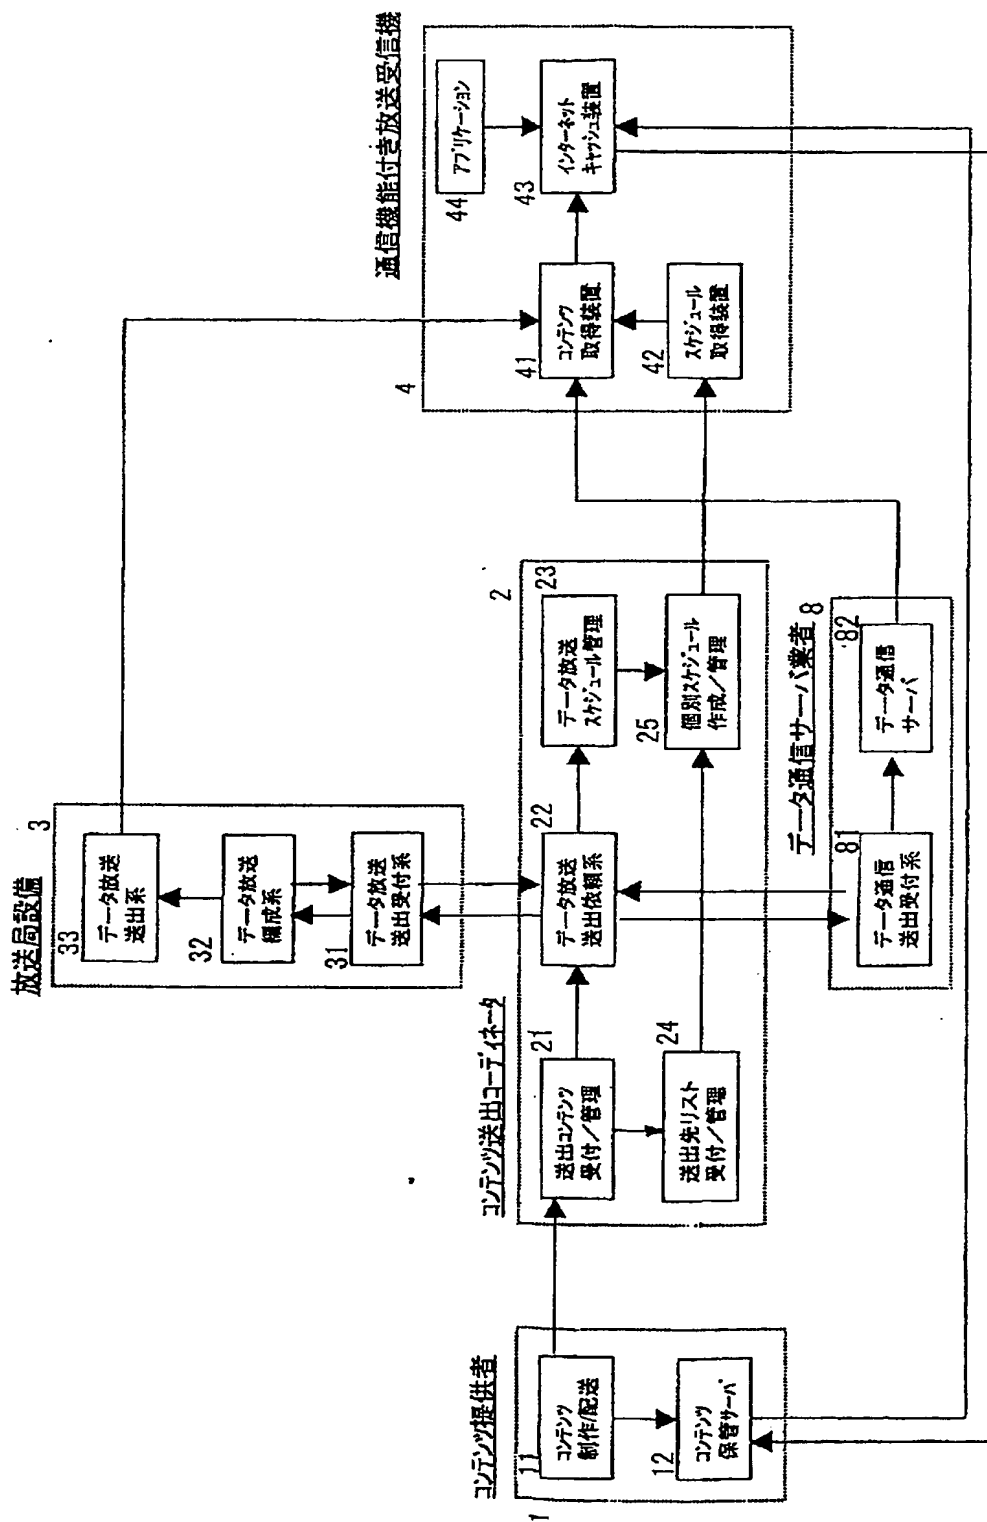 コンテンツ提供者
1
11
コンテンツ
制作/配送
12
コンテンツ
保管サーバ
コンテンツ送出コーディネータ
2
21
送出コンテンツ
受付/管理
22
データ放送
送出依頼系
23
データ放送
スケジュール管理
24
送出先リスト
受付/管理
25
個別スケジュール
作成/管理
放送局設備
3
31
データ放送
送出受付系
32
データ放送
編成系
33
データ放送
送出系
データ通信サーバ業者
8
81
データ通信
送出受付系
82
データ通信
サーバ
通信機能付き放送受信機
4
41
コンテンツ
取得装置
42
スケジュール
取得装置
43
インターネット
キャッシュ装置
44
アプリケーション